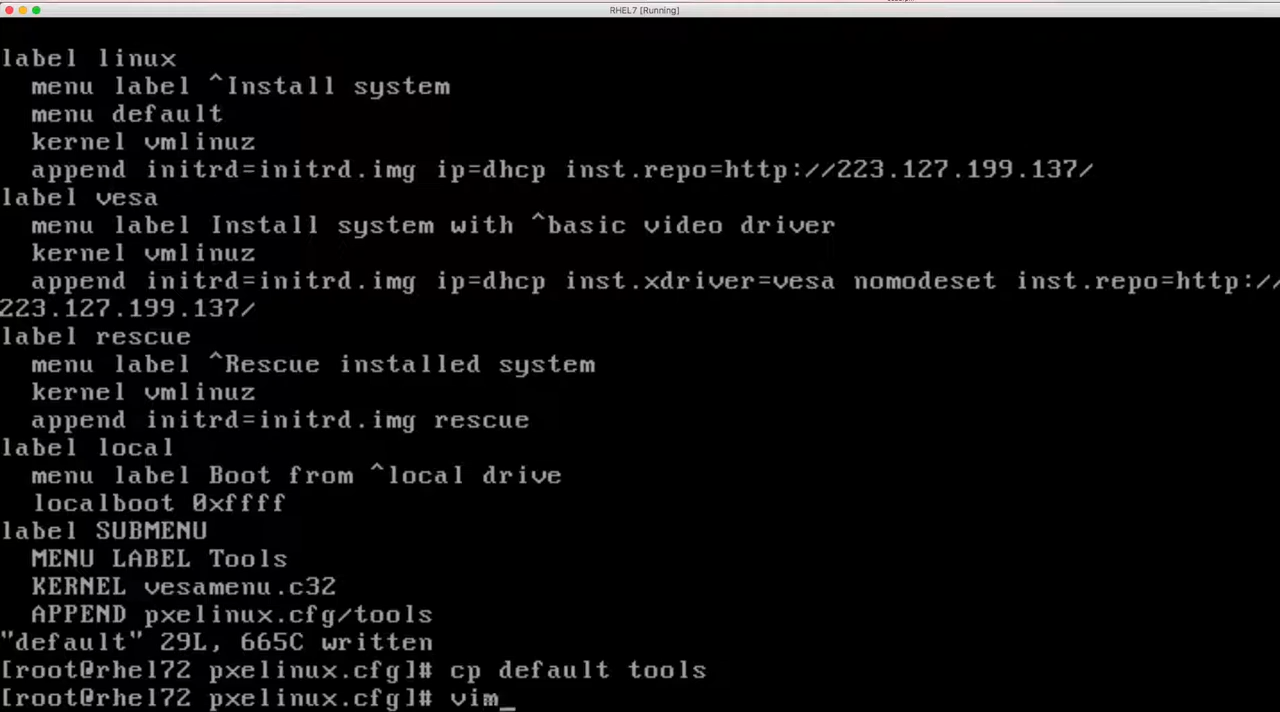 RHEL7 [Running]
label linux
menu label ^Install system
menu default
kernel vmlinuz
append initrd=initrd.img ip=dhcp inst.repo=http://223.127.199.137/
label vesa
menu label Install system with ^basic video driver
kernel vmlinuz
append initrd=initrd.img ip=dhcp inst.xdriver=vesa nomodeset inst.repo=http://
223.127.199.137/
label rescue
menu label ^Rescue installed system
kernel vmlinuz
append initrd=initrd.img rescue
label local
menu label Boot from ^local drive
localboot 0xffff
label SUBMENU
MENU LABEL Tools
KERNEL vesamenu.c32
APPEND pxelinux.cfg/tools
"default" 29L, 665C written
[root@rhel72 pxelinux.cfg]# cp default tools
[root@rhel72 pxelinux.cfg]# vim_